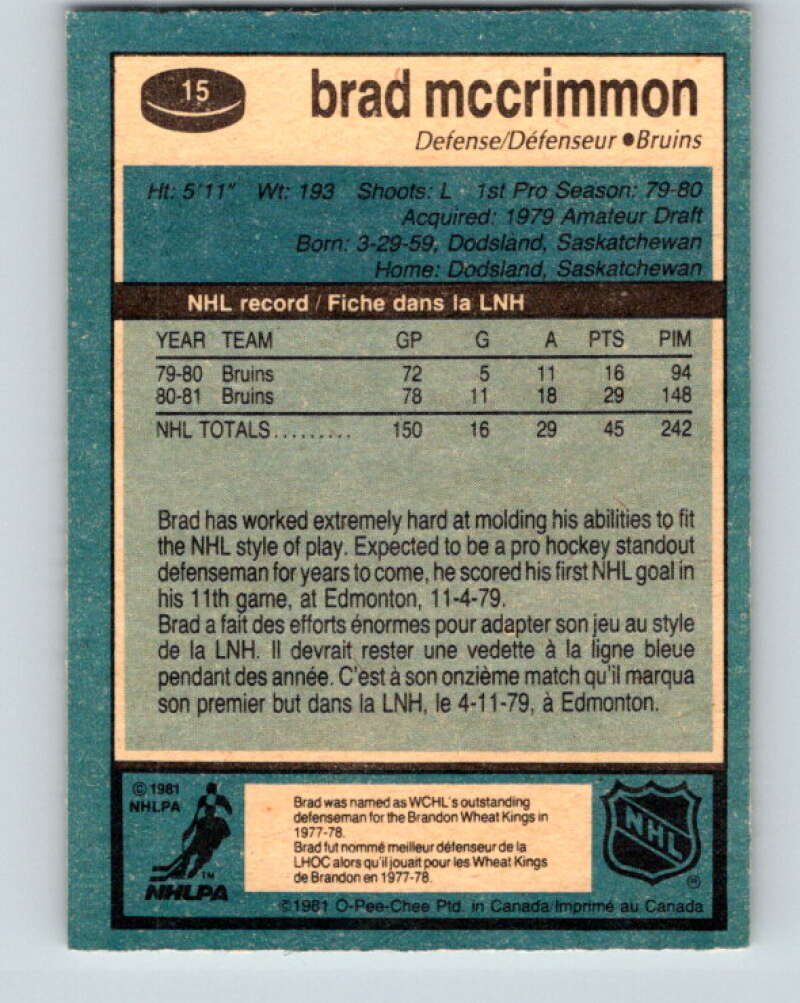 15
brad mccrimmon
Defense/Défenseur ●Bruins
Ht: 5'11" Wt: 193 Shoots: L 1st Pro Season: 79-80
Acquired: 1979 Amateur Draft
Born: 3-29-59, Dodsland, Saskatchewan
Home: Dodsland, Saskatchewan
NHL record / Fiche dans la LNH
YEAR TEAM GP G A PTS PIM
79-80 Bruins 72 5 11 16 94
80-81 Bruins 78 11 18 29 148
NHL TOTALS......... 150 16 29 45 242
Brad has worked extremely hard at molding his abilities to fit
the NHL style of play. Expected to be a pro hockey standout
defenseman for years to come, he scored his first NHL goal in
his 11th game, at Edmonton, 11-4-79.
Brad a fait des efforts énormes pour adapter son jeu au style
de la LNH. Il devrait rester une vedette à la ligne bleue
pendant des année. C'est à son onzième match qu'il marqua
son premier but dans la LNH, le 4-11-79, à Edmonton.
© 1981
NHLPA
TM
NHLPA
Brad was named as WCHL's outstanding
defenseman for the Brandon Wheat Kings in
1977-78.
Brad fut nommé meilleur défenseur de la
LHOC alors qu'il jouait pour les Wheat Kings
de Brandon en 1977-78.
NHL
®
©1981 O-Pee-Chee Ptd. in Canada/Imprimé au Canada